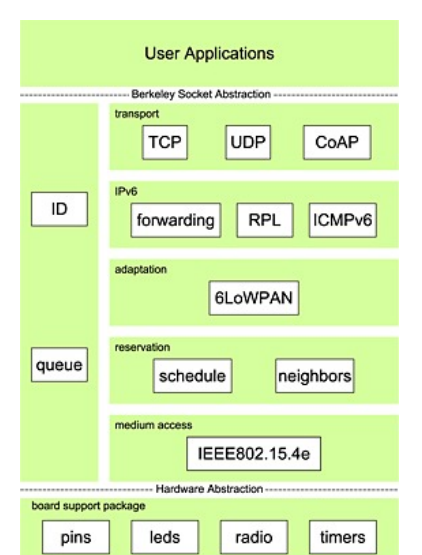 User Applications
Berkeley Socket Abstraction
transport
TCP UDP CoAP
IPv6
ID
forwarding RPL ICMPv6
adaptation
6LoWPAN
reservation
queue
schedule neighbors
medium access
IEEE802.15.4e
Hardware Abstraction
board support package
pins leds radio timers